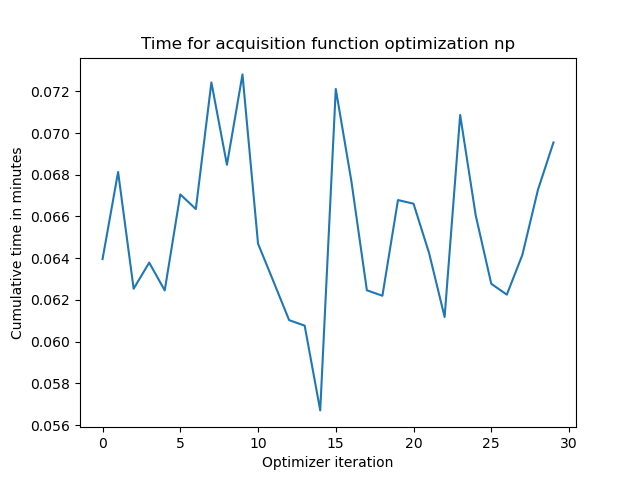 Time for acquisition function optimization np
Cumulative time in minutes
0.072
0.070
0.068
0.066
0.064
0.062
0.060
0.058
0.056
0 5 10 15 20 25 30
Optimizer iteration